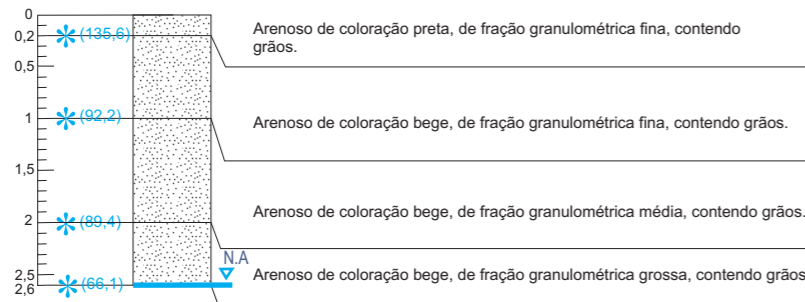 0
0,2
(135,6)
Arenoso de coloração preta, de fração granulométrica fina, contendo
grãos.
0,5
1
(92,2)
Arenoso de coloração bege, de fração granulométrica fina, contendo grãos.
1,5
2
(89,4)
Arenoso de coloração bege, de fração granulométrica média, contendo grãos.
N.A
2,5
2,6
(66,1)
Arenoso de coloração bege, de fração granulométrica grossa, contendo grãos